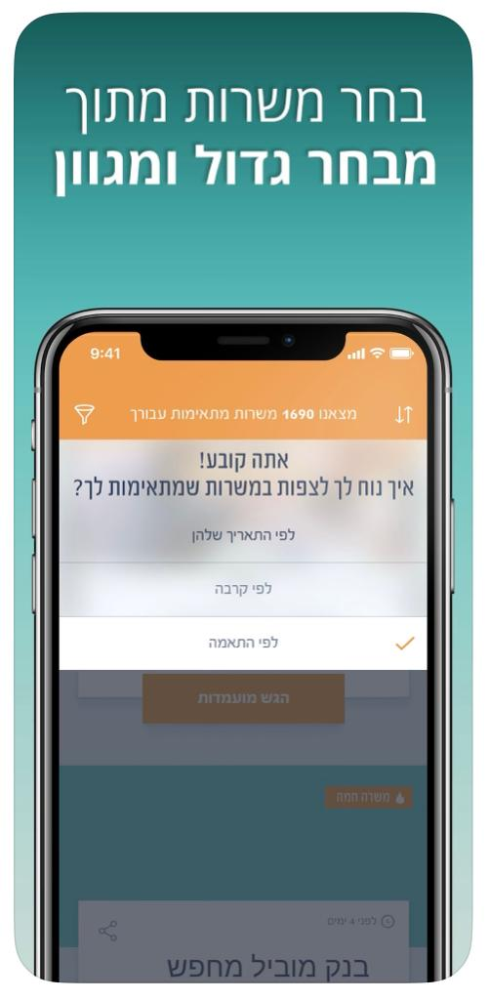 בחר משרות מתוך
מבחר גדול ומגוון
9:41
מצאנו 1690 משרות מתאימות עבורך
אתה קובע!
איך נוח לך לצפות במשרות שמתאימות לך?
לפי התאריך שלהן
לפי קרבה
לפי התאמה
הגש מועמדות
משרה חמה
לפני 4 ימים
בנק מוביל מחפש